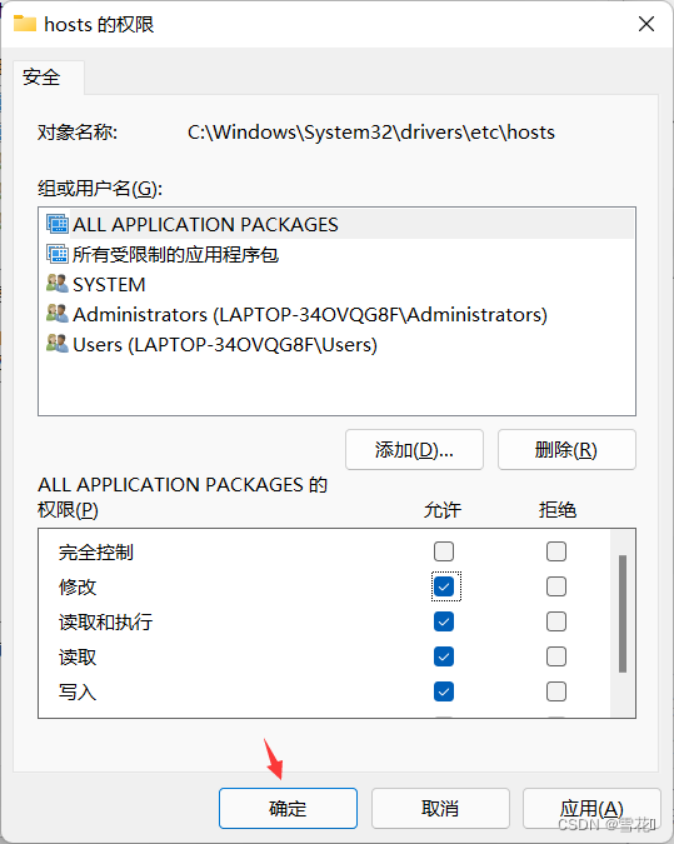 hosts 的权限
安全
对象名称: C:\Windows\System32\drivers\etc\hosts
组或用户名(G):
ALL APPLICATION PACKAGES
所有受限制的应用程序包
SYSTEM
Administrators (LAPTOP-34OVQG8F\Administrators)
Users (LAPTOP-34OVQG8F\Users)
添加(D)... 删除(R)
ALL APPLICATION PACKAGES 的
权限(P) 允许 拒绝
完全控制
修改
读取和执行
读取
写入
确定 取消 应用(A)
CSDN @雪花